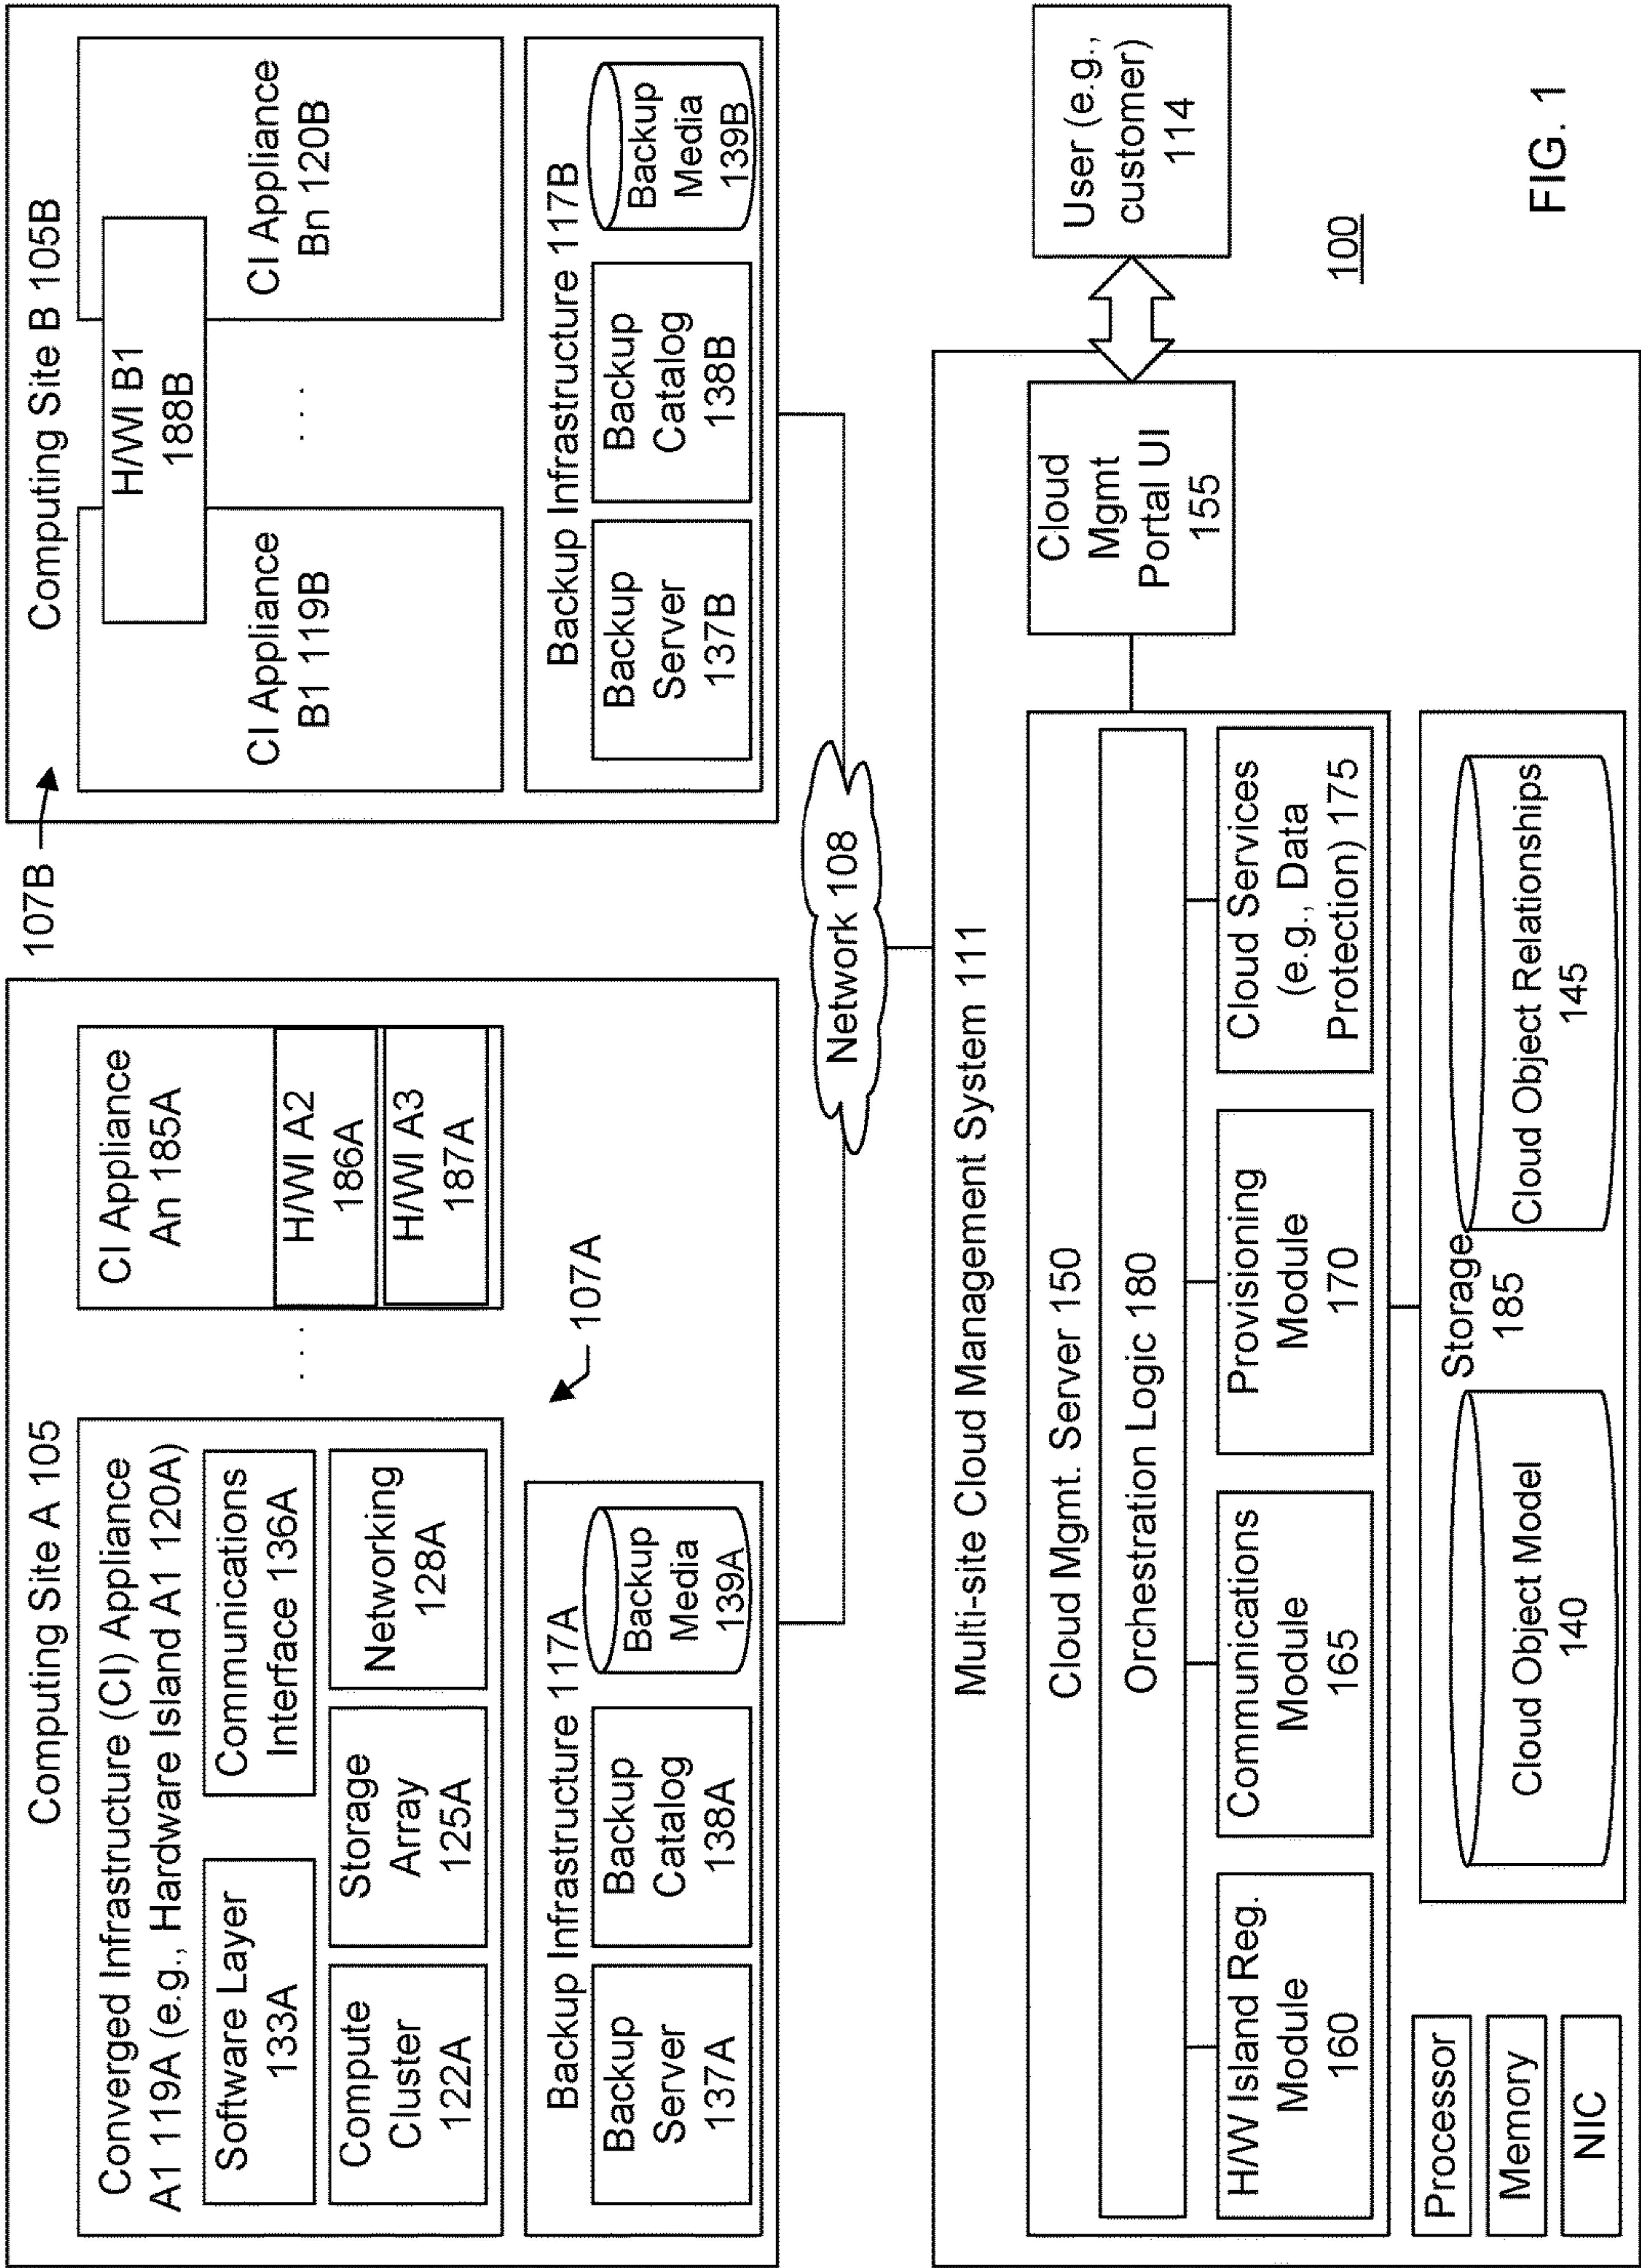 Computing Site A 105
Converged Infrastructure (CI) Appliance
A1 119A (e.g., Hardware Island A1 120A)
Software Layer
133A
Communications
Interface 136A
Compute
Cluster
122A
Storage
Array
125A
Networking
128A
. . .
CI Appliance
An 185A
H/WI A2
186A
H/WI A3
187A
107A
Backup Infrastructure 117A
Backup
Server
137A
Backup
Catalog
138A
Backup
Media
139A
107B
Computing Site B 105B
H/WI B1
188B
CI Appliance
B1 119B
. . .
CI Appliance
Bn 120B
Backup Infrastructure 117B
Backup
Server
137B
Backup
Catalog
138B
Backup
Media
139B
Network 108
Multi-site Cloud Management System 111
Cloud Mgmt. Server 150
Orchestration Logic 180
H/W Island Reg.
Module
160
Communications
Module
165
Provisioning
Module
170
Cloud Services
(e.g., Data
Protection) 175
Cloud
Mgmt
Portal UI
155
User (e.g.,
customer)
114
Processor
Memory
NIC
Storage
185
Cloud Object Model
140
Cloud Object Relationships
145
100
FIG. 1